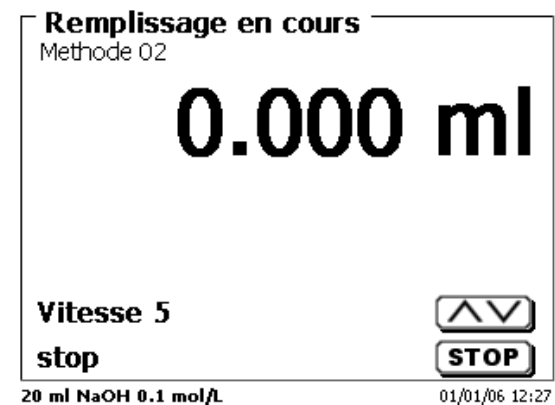 Remplissage en cours
Methode 02
0.000 ml
Vitesse 5
stop STOP
20 ml NaOH 0.1 mol/L 01/01/06 12:27